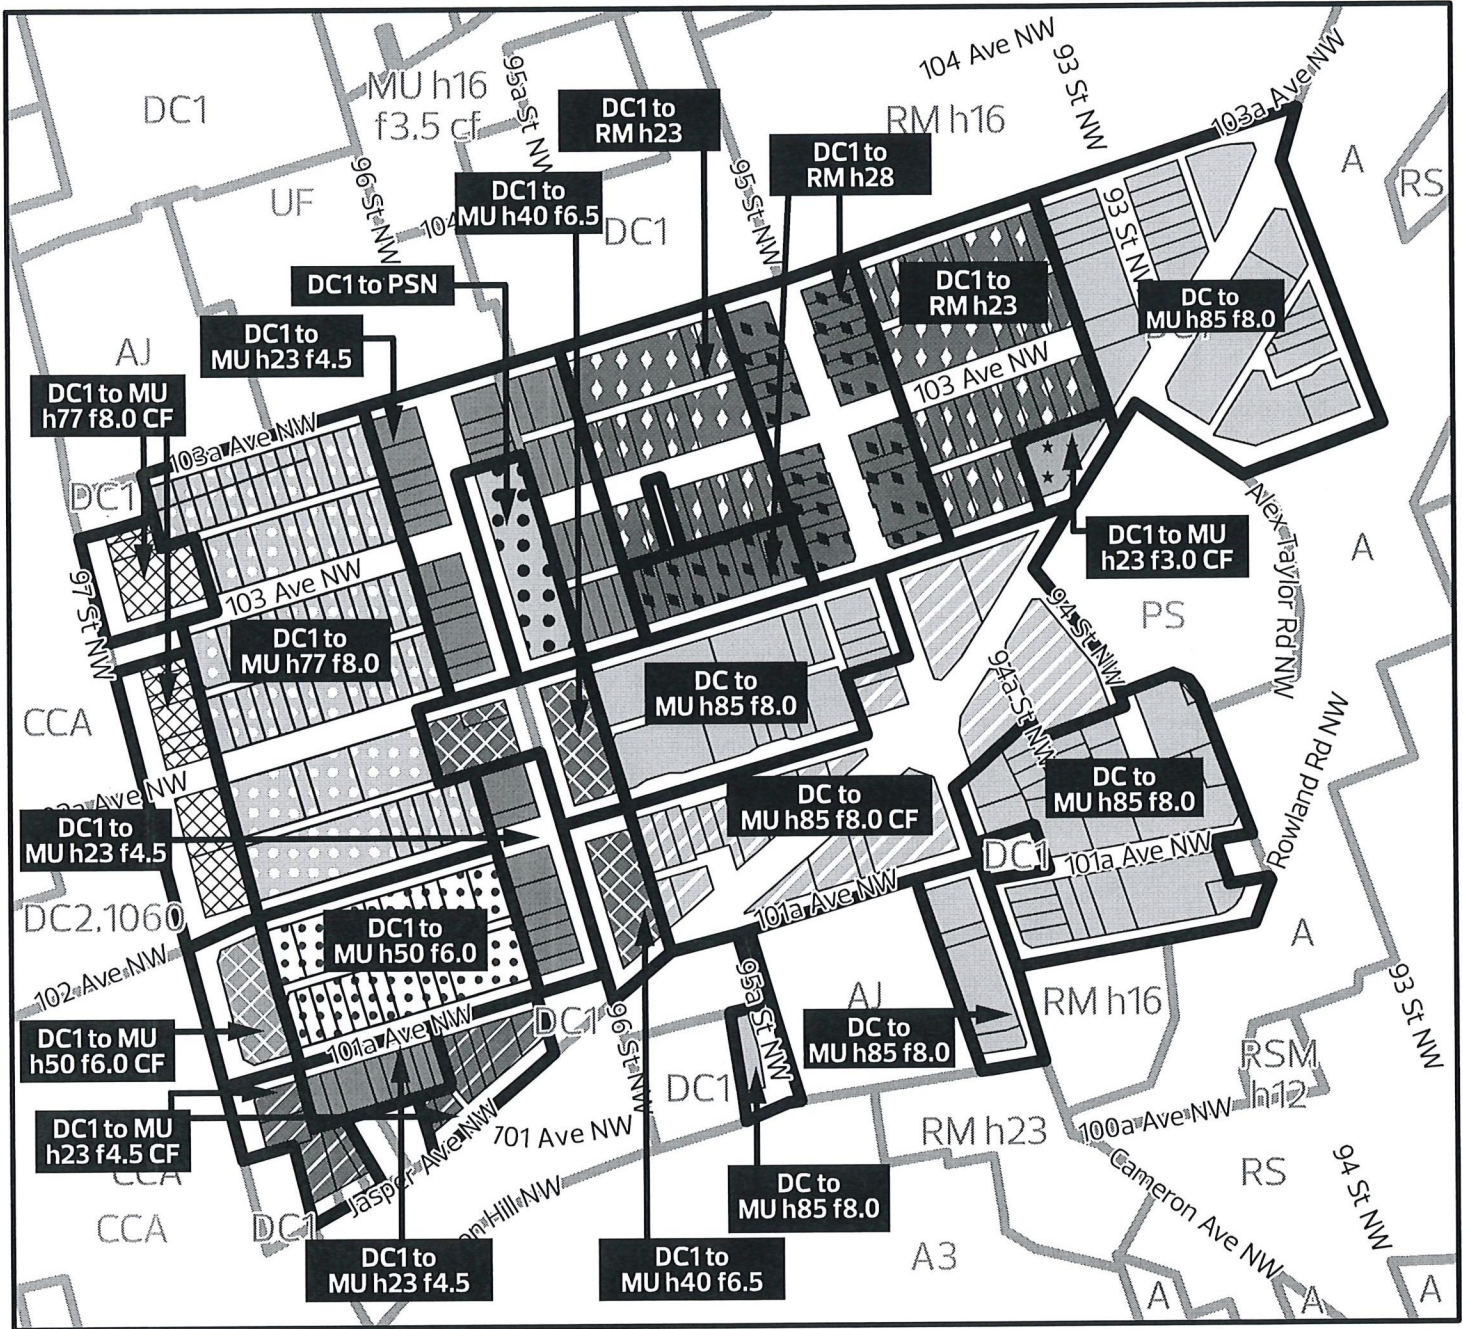 104 Ave NW
93 St NW
103a Ave NW
DC1
MU h16
f3.5 cf
95a St NW
DC1 to
RM h23
RM h16
DC1 to
RM h28
A
RS
UF
96 St NW
DC1 to
MU h40 f6.5
DC1
95 St NW
93 St NW
DC1 to PSN
DC1 to
RM h23
DC to
MU h85 f8.0
DC1 to
MU h23 f4.5
AJ
DC1 to MU
h77 f8.0 CF
103 Ave NW
103a Ave NW
DC1
DC1 to MU
h23 f3.0 CF
Alex Taylor Rd NW
A
97 St NW
103 Ave NW
DC1 to
MU h77 f8.0
PS
94 St NW
94a St NW
DC to
MU h85 f8.0
CCA
Rowland Rd NW
DC to
MU h85 f8.0
DC to
MU h85 f8.0 CF
Ave NW
DC1 to
MU h23 f4.5
DC1
101a Ave NW
DC2.1060
101a Ave NW
DC1 to
MU h50 f6.0
A
102 Ave NW
95a St NW
AJ
RM h16
93 St NW
DC1 to MU
h50 f6.0 CF
101a Ave NW
DC1
96 St NW
DC to
MU h85 f8.0
RSM
h12
DC1
DC1 to MU
h23 f4.5 CF
CCA
Jasper Ave NW
101 Ave NW
RM h23
100a Ave NW
RS
94 St NW
Cameron Ave NW
DC to
MU h85 f8.0
CCA
DC1
on Hill NW
DC1 to
MU h23 f4.5
DC1 to
MU h40 f6.5
A3
A
A
A